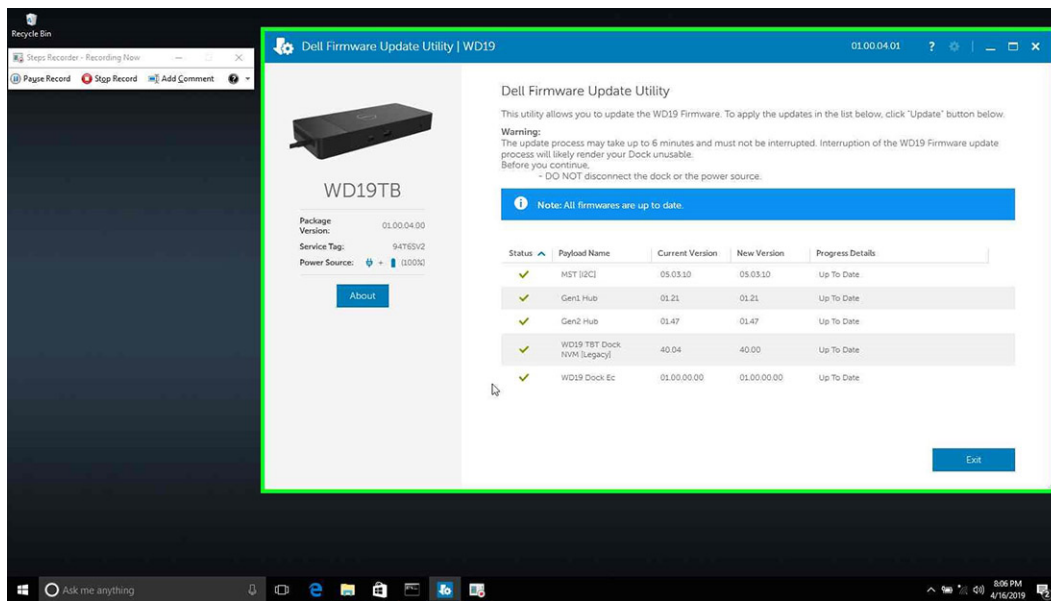 Recycle Bin
Steps Recorder - Recording Now
Pause Record Stop Record Add Comment
Dell Firmware Update Utility | WD19 01.00.04.01 ?
WD19TB
Package Version: 01.00.04.00
Service Tag: 94T6SV2
Power Source: + (100%)
About
Dell Firmware Update Utility
This utility allows you to update the WD19 Firmware. To apply the updates in the list below, click "Update" button below.
Warning:
The update process may take up to 6 minutes and must not be interrupted. Interruption of the WD19 Firmware update
process will likely render your Dock unusable.
Before you continue,
- DO NOT disconnect the dock or the power source.
Note: All firmwares are up to date.
Status Payload Name Current Version New Version Progress Details
MST [I2C] 05.03.10 05.03.10 Up To Date
Gen1 Hub 01.21 01.21 Up To Date
Gen2 Hub 01.47 01.47 Up To Date
WD19 TBT Dock NVM [Legacy] 40.04 40.00 Up To Date
WD19 Dock Ec 01.00.00.00 01.00.00.00 Up To Date
Exit
Ask me anything
8:06 PM
4/16/2019